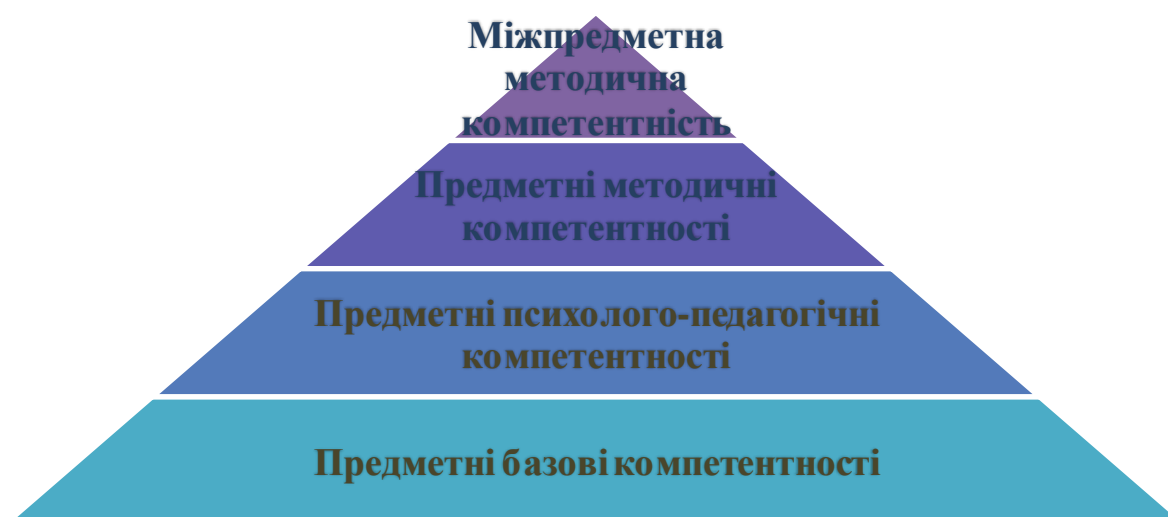 Міжпредметна
методична
компетентність
Предметні методичні
компетентності
Предметні психолого-педагогічні
компетентності
Предметні базові компетентності